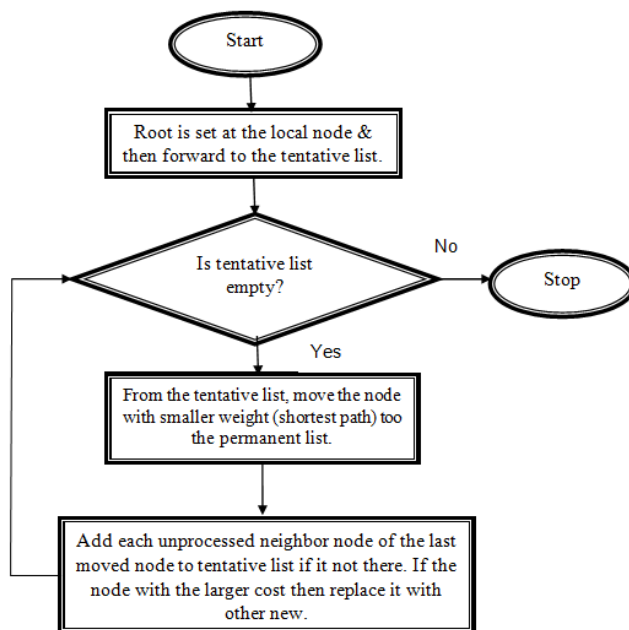 Start
Root is set at the local node &
then forward to the tentative list.
Is tentative list
empty?
No
Stop
Yes
From the tentative list, move the node
with smaller weight (shortest path) too
the permanent list.
Add each unprocessed neighbor node of the last
moved node to tentative list if it not there. If the
node with the larger cost then replace it with
other new.